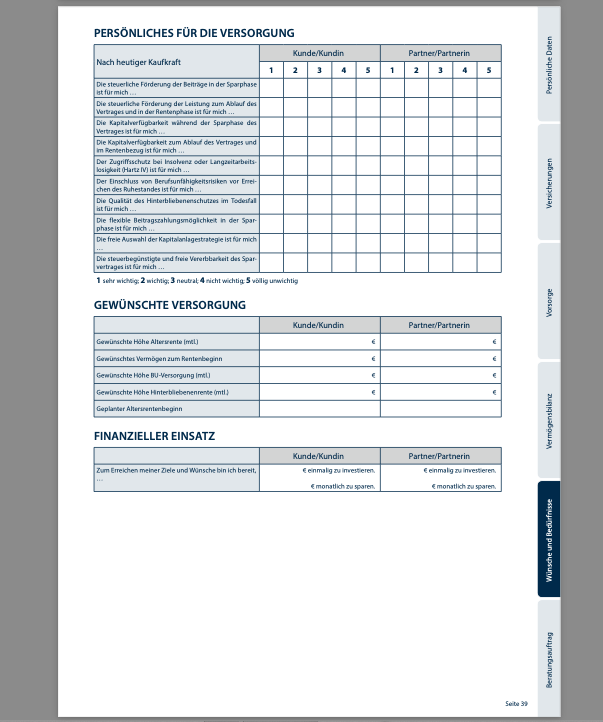 PERSÖNLICHES FÜR DIE VERSORGUNG
Nach heutiger Kaufkraft
Kunde/Kundin
Partner/Partnerin
1 2 3 4 5 1 2 3 4 5
Die steuerliche Förderung der Beiträge in der Sparphase
ist für mich …
Die steuerliche Förderung der Leistung zum Ablauf des
Vertrages und in der Rentenphase ist für mich …
Die Kapitalverfügbarkeit während der Sparphase des
Vertrages ist für mich …
Die Kapitalverfügbarkeit zum Ablauf des Vertrages und
im Rentenbezug ist für mich …
Der Zugriffsschutz bei Insolvenz oder Langzeitarbeits-
losigkeit (Hartz IV) ist für mich …
Der Einschluss von Berufsunfähigkeitsrisiken vor Errei-
chen des Ruhestandes ist für mich …
Die Qualität des Hinterbliebenenschutzes im Todesfall
ist für mich …
Die flexible Beitragszahlungsmöglichkeit in der Spar-
phase ist für mich …
Die freie Auswahl der Kapitalanlagestrategie ist für mich
…
Die steuerbegünstigte und freie Vererbbarkeit des Spar-
vertrages ist für mich …
1 sehr wichtig; 2 wichtig; 3 neutral; 4 nicht wichtig, 5 völlig unwichtig
GEWÜNSCHTE VERSORGUNG
Kunde/Kundin Partner/Partnerin
Gewünschte Höhe Altersrente (mtl.) € €
Gewünschtes Vermögen zum Rentenbeginn € €
Gewünschte Höhe BU-Versorgung (mtl.) € €
Gewünschte Höhe Hinterbliebenenrente (mtl.) € €
Geplanter Altersrentenbeginn
FINANZIELLER EINSATZ
Kunde/Kundin Partner/Partnerin
Zum Erreichen meiner Ziele und Wünsche bin ich bereit,
…
€ einmalig zu investieren. € einmalig zu investieren.
€ monatlich zu sparen. € monatlich zu sparen.
Persönliche Daten
Versicherungen
Vorsorge
Vermögensbilanz
Wünsche und Bedürfnisse
Beratungsauftrag
Seite 39